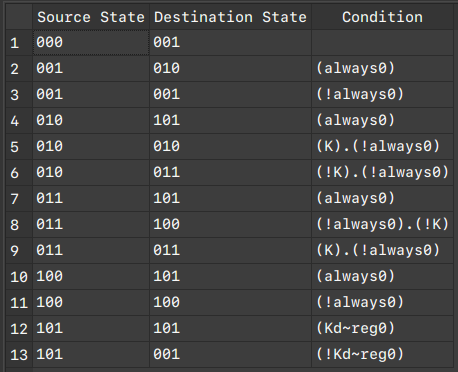 Source State Destination State Condition
1 000 001
2 001 010 (always0)
3 001 001 (!always0)
4 010 101 (always0)
5 010 010 (K).(!always0)
6 010 011 (!K).(!always0)
7 011 101 (always0)
8 011 100 (!always0).(!K)
9 011 011 (K).(!always0)
10 100 101 (always0)
11 100 100 (!always0)
12 101 101 (Kd~reg0)
13 101 001 (!Kd~reg0)